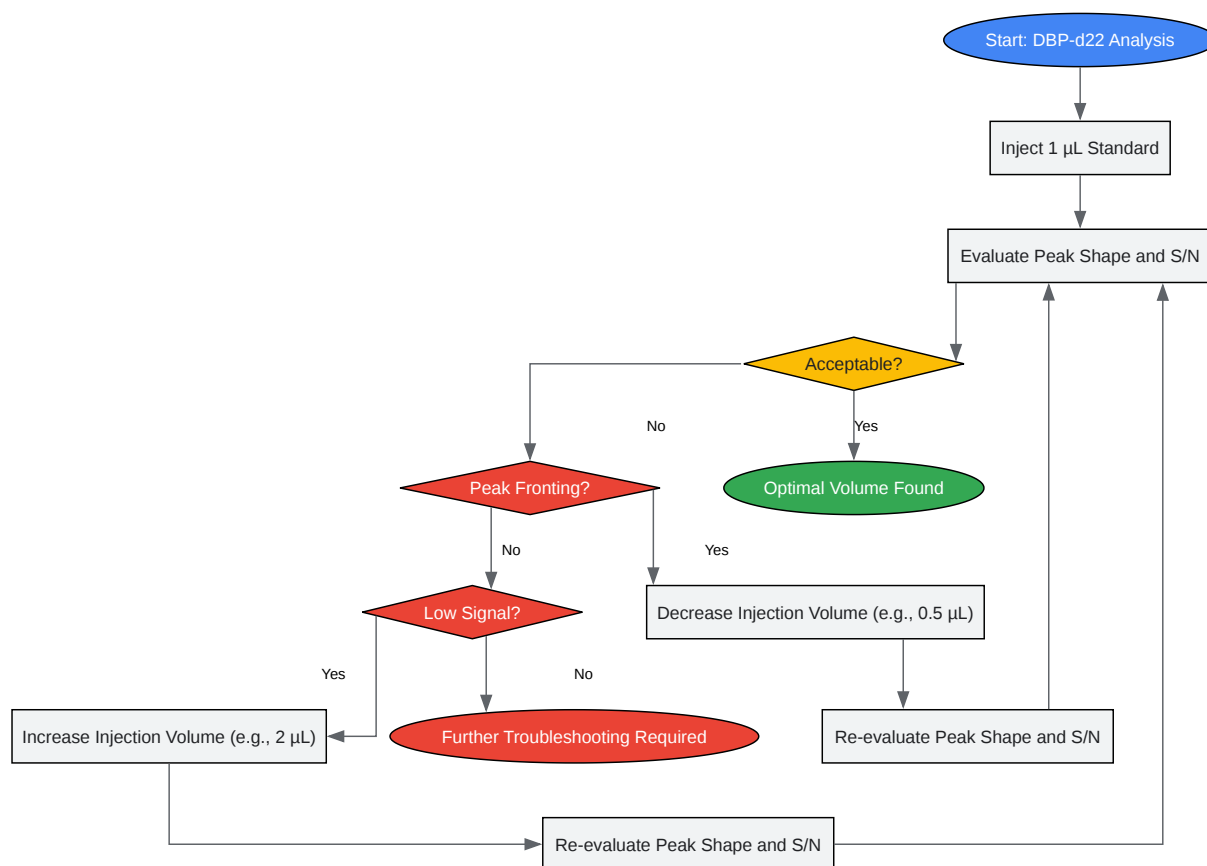 Start: DBP-d22 Analysis
Inject 1 µL Standard
Evaluate Peak Shape and S/N
Acceptable?
No
Yes
Peak Fronting?
Optimal Volume Found
No
Yes
Low Signal?
Decrease Injection Volume (e.g., 0.5 µL)
Yes
No
Increase Injection Volume (e.g., 2 µL)
Further Troubleshooting Required
Re-evaluate Peak Shape and S/N
Re-evaluate Peak Shape and S/N